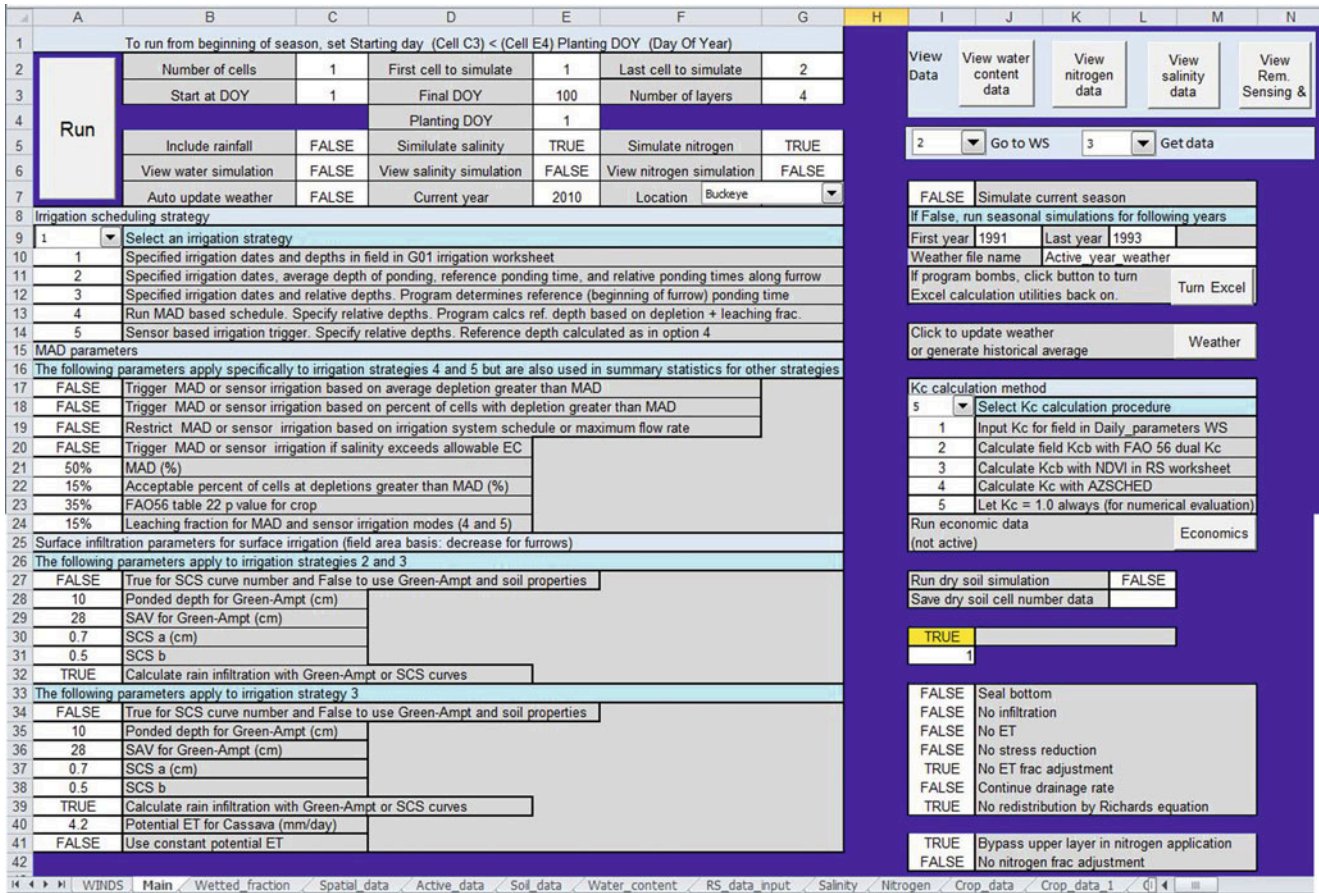 A B C D E F G H I J K L M N
1 To run from beginning of season, set Starting day (Cell C3) < (Cell E4) Planting DOY (Day Of Year)
2 Number of cells 1 First cell to simulate 1 Last cell to simulate 2
3 Start at DOY 1 Final DOY 100 Number of layers 4
4 Planting DOY 1
Run
5 Include rainfall FALSE Similulate salinity TRUE Simulate nitrogen TRUE
6 View water simulation FALSE View salinity simulation FALSE View nitrogen simulation FALSE
7 Auto update weather FALSE Current year 2010 Location Buckeye
8 Irrigation scheduling strategy
9 1 Select an irrigation strategy
10 1 Specified irrigation dates and depths in field in G01 irrigation worksheet
11 2 Specified irrigation dates, average depth of ponding, reference ponding time, and relative ponding times along furrow
12 3 Specified irrigation dates and relative depths. Program determines reference (beginning of furrow) ponding time
13 4 Run MAD based schedule. Specify relative depths. Program calcs ref. depth based on depletion + leaching frac.
14 5 Sensor based irrigation trigger. Specify relative depths. Reference depth calculated as in option 4
15 MAD parameters
16 The following parameters apply specifically to irrigation strategies 4 and 5 but are also used in summary statistics for other strategies
17 FALSE Trigger MAD or sensor irrigation based on average depletion greater than MAD
18 FALSE Trigger MAD or sensor irrigation based on percent of cells with depletion greater than MAD
19 FALSE Restrict MAD or sensor irrigation based on irrigation system schedule or maximum flow rate
20 FALSE Trigger MAD or sensor irrigation if salinity exceeds allowable EC
21 50% MAD (%)
22 15% Acceptable percent of cells at depletions greater than MAD (%)
23 35% FAO56 table 22 p value for crop
24 15% Leaching fraction for MAD and sensor irrigation modes (4 and 5)
25 Surface infiltration parameters for surface irrigation (field area basis: decrease for furrows)
26 The following parameters apply to irrigation strategies 2 and 3
27 FALSE True for SCS curve number and False to use Green-Ampt and soil properties
28 10 Ponded depth for Green-Ampt (cm)
29 28 SAV for Green-Ampt (cm)
30 0.7 SCS a (cm)
31 0.5 SCS b
32 TRUE Calculate rain infiltration with Green-Ampt or SCS curves
33 The following parameters apply to irrigation strategy 3
34 FALSE True for SCS curve number and False to use Green-Ampt and soil properties
35 10 Ponded depth for Green-Ampt (cm)
36 28 SAV for Green-Ampt (cm)
37 0.7 SCS a (cm)
38 0.5 SCS b
39 TRUE Calculate rain infiltration with Green-Ampt or SCS curves
40 4.2 Potential ET for Cassava (mm/day)
41 FALSE Use constant potential ET
42
View
Data
View water
content
data
View
nitrogen
data
View
salinity
data
View
Rem.
Sensing &
2 Go to WS 3 Get data
FALSE Simulate current season
If False, run seasonal simulations for following years
First year 1991 Last year 1993
Weather file name Active_year_weather
If program bombs, click button to turn
Excel calculation utilities back on.
Turn Excel
Click to update weather
or generate historical average
Weather
Kc calculation method
5 Select Kc calculation procedure
1 Input Kc for field in Daily_parameters WS
2 Calculate field Kcb with FAO 56 dual Kc
3 Calculate Kcb with NDVI in RS worksheet
4 Calculate Kc with AZSCHED
5 Let Kc = 1.0 always (for numerical evaluation)
Run economic data
(not active)
Economics
Run dry soil simulation FALSE
Save dry soil cell number data
TRUE
1
FALSE Seal bottom
FALSE No infiltration
FALSE No ET
FALSE No stress reduction
TRUE No ET frac adjustment
FALSE Continue drainage rate
TRUE No redistribution by Richards equation
TRUE Bypass upper layer in nitrogen application
FALSE No nitrogen frac adjustment
WINDS Main Wetted_fraction Spatial_data Active_data Soil_data Water_content RS_data_input Salinity Nitrogen Crop_data Crop_data_1